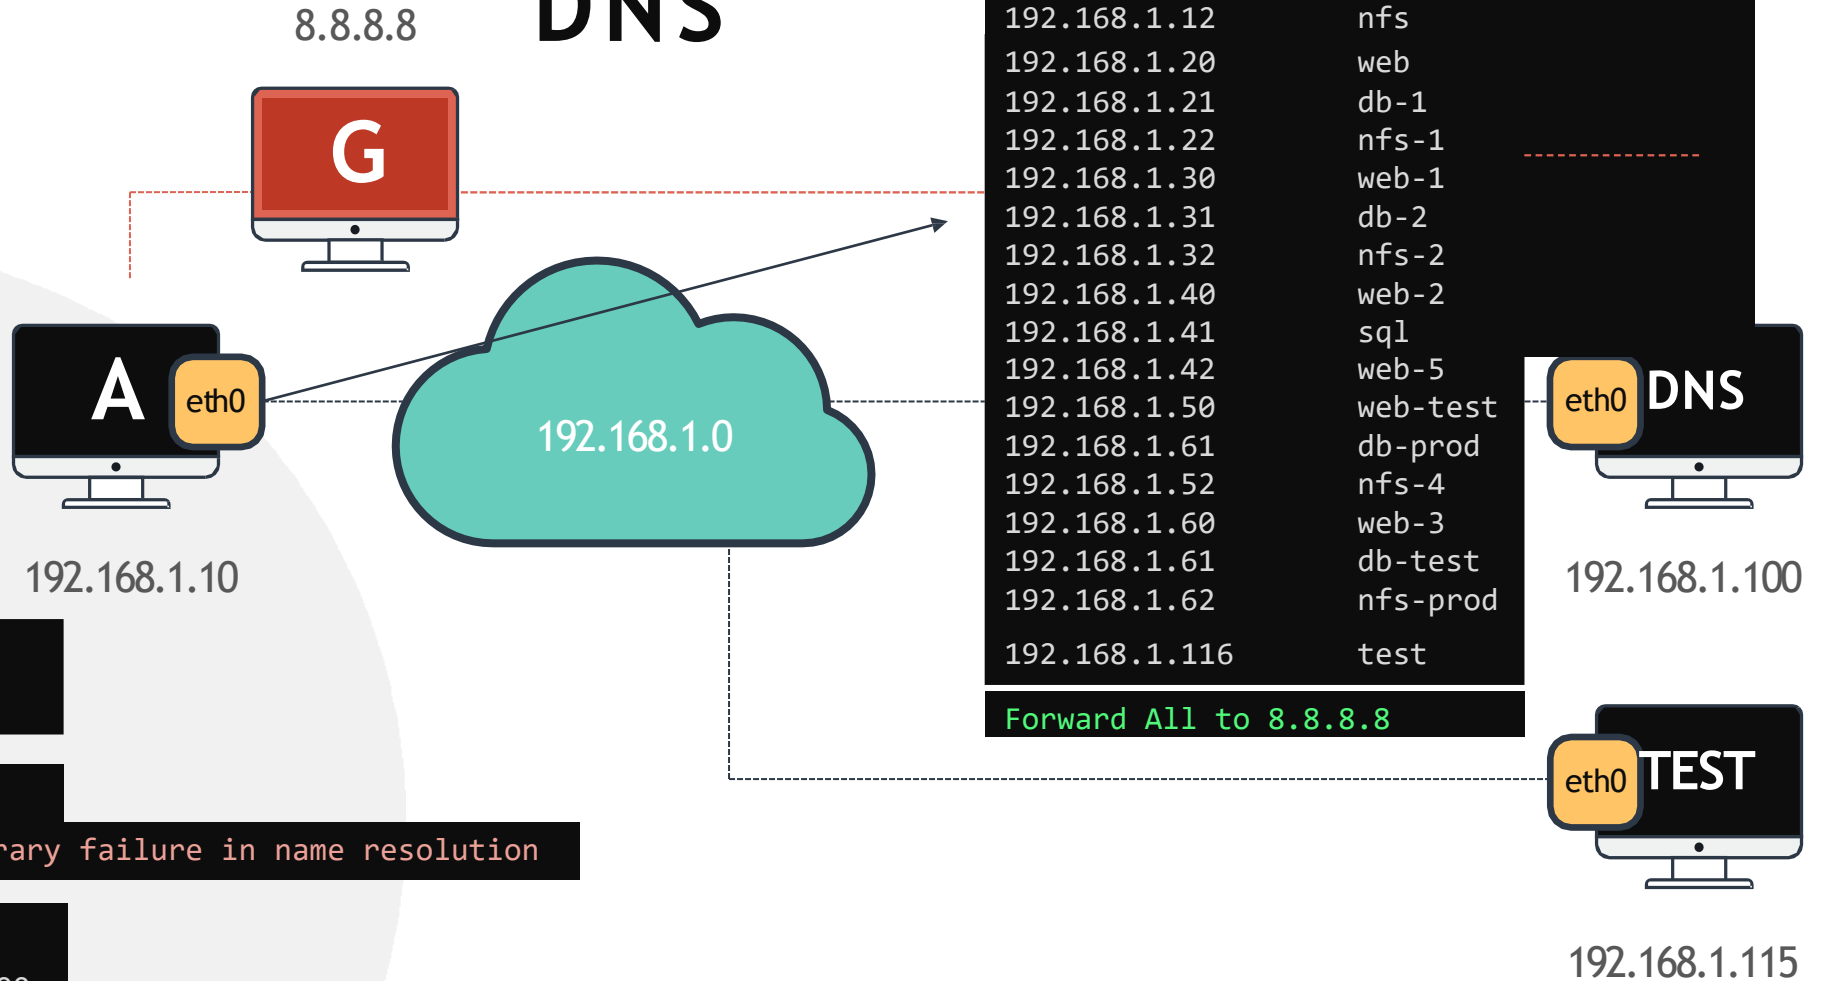 8.8.8.8
DNS
G
192.168.1.12 nfs
192.168.1.20 web
192.168.1.21 db-1
192.168.1.22 nfs-1
192.168.1.30 web-1
192.168.1.31 db-2
192.168.1.32 nfs-2
192.168.1.40 web-2
192.168.1.41 sql
192.168.1.42 web-5
192.168.1.50 web-test
192.168.1.61 db-prod
192.168.1.52 nfs-4
192.168.1.60 web-3
192.168.1.61 db-test
192.168.1.62 nfs-prod
192.168.1.116 test
Forward All to 8.8.8.8
A
eth0
192.168.1.0
eth0
DNS
192.168.1.10
192.168.1.100
eth0
TEST
192.168.1.115
failure in name resolution